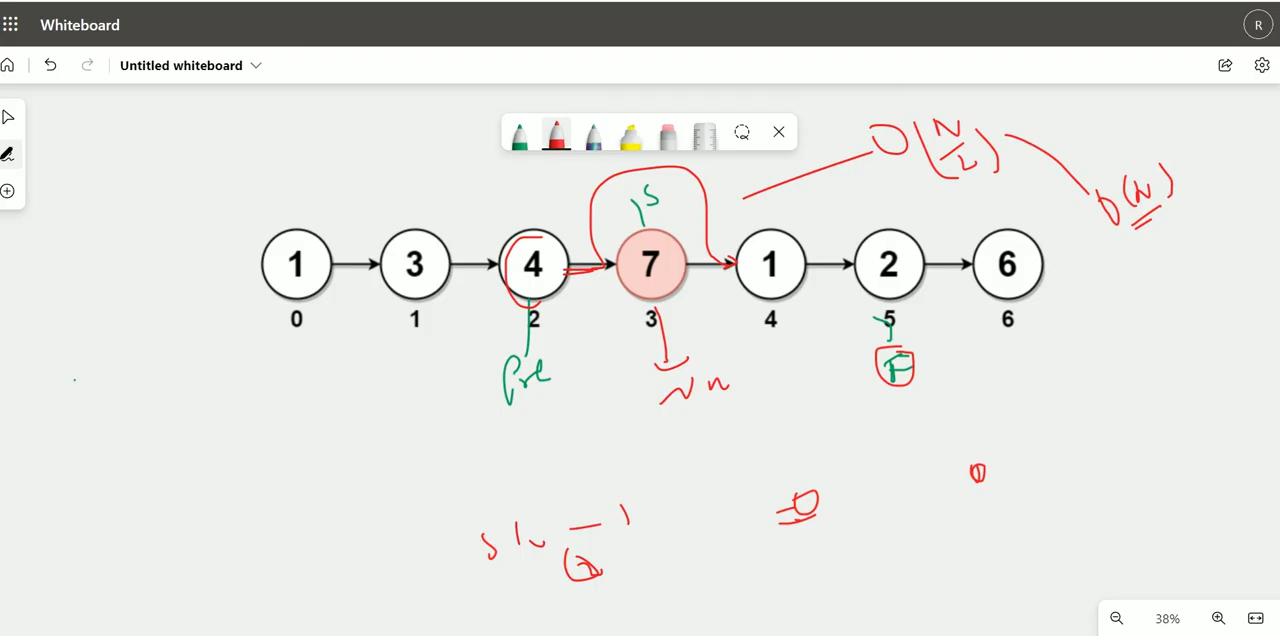 Whiteboard
R
Untitled whiteboard
O(N/2)
O(N)
S
1 3 4 7 1 2 6
0 1 2 3 4 5 6
Pre
F
38%